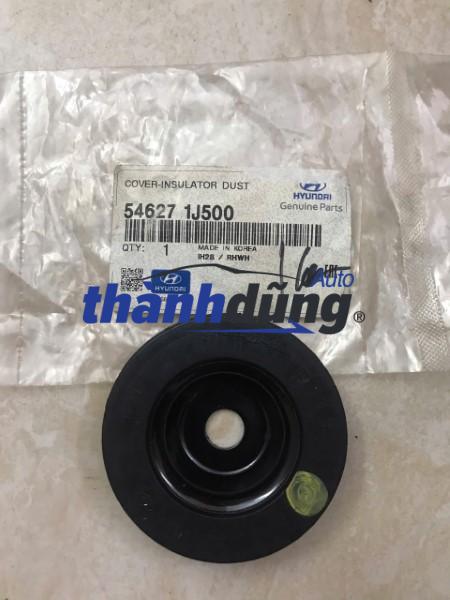 COVER-INSULATOR DUST
54627 1J500
HYUNDAI
Genuine Parts
QTY: 1
MADE IN KOREA
IH28 / RHWH
HYUNDAI
Auto
thanhdũng®